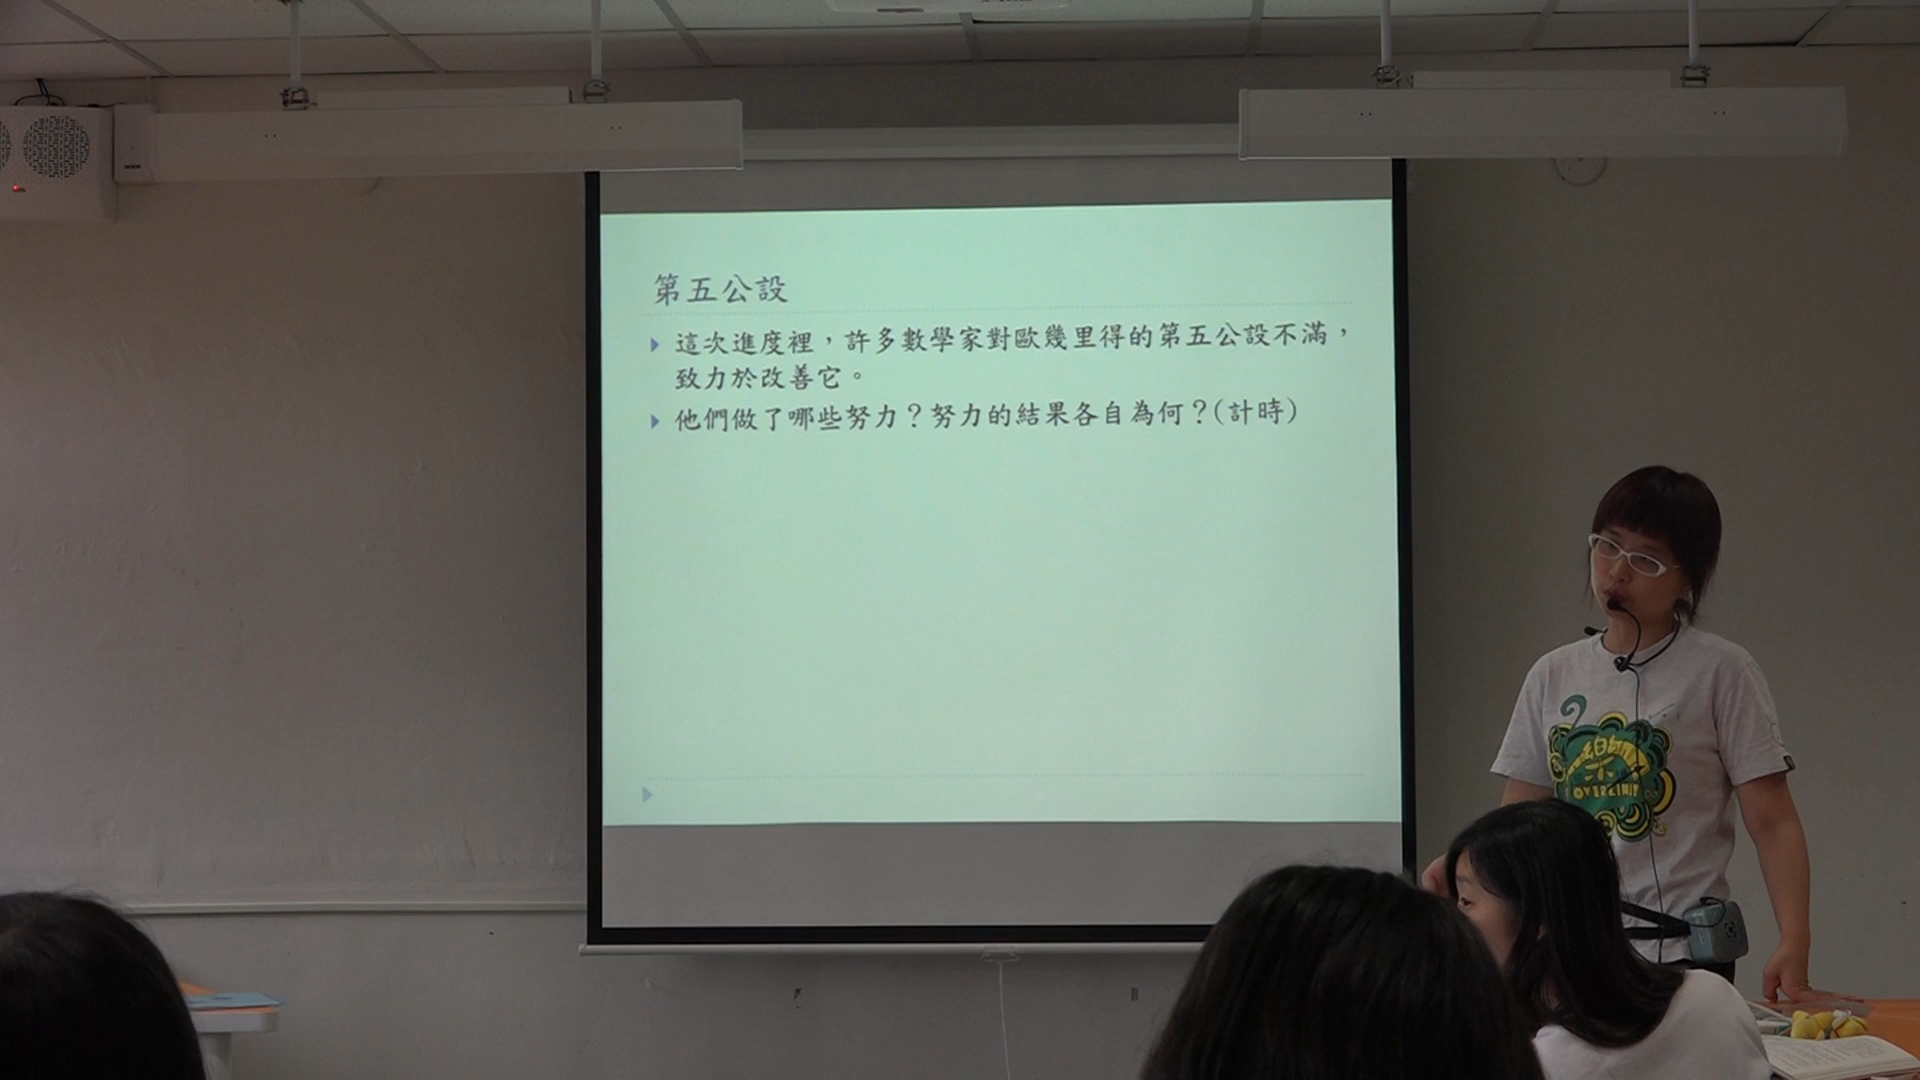 第五公設
這次進度裡，許多數學家對歐幾里得的第五公設不滿，
致力於改善它。
他們做了哪些努力？努力的結果各自為何？(計時)